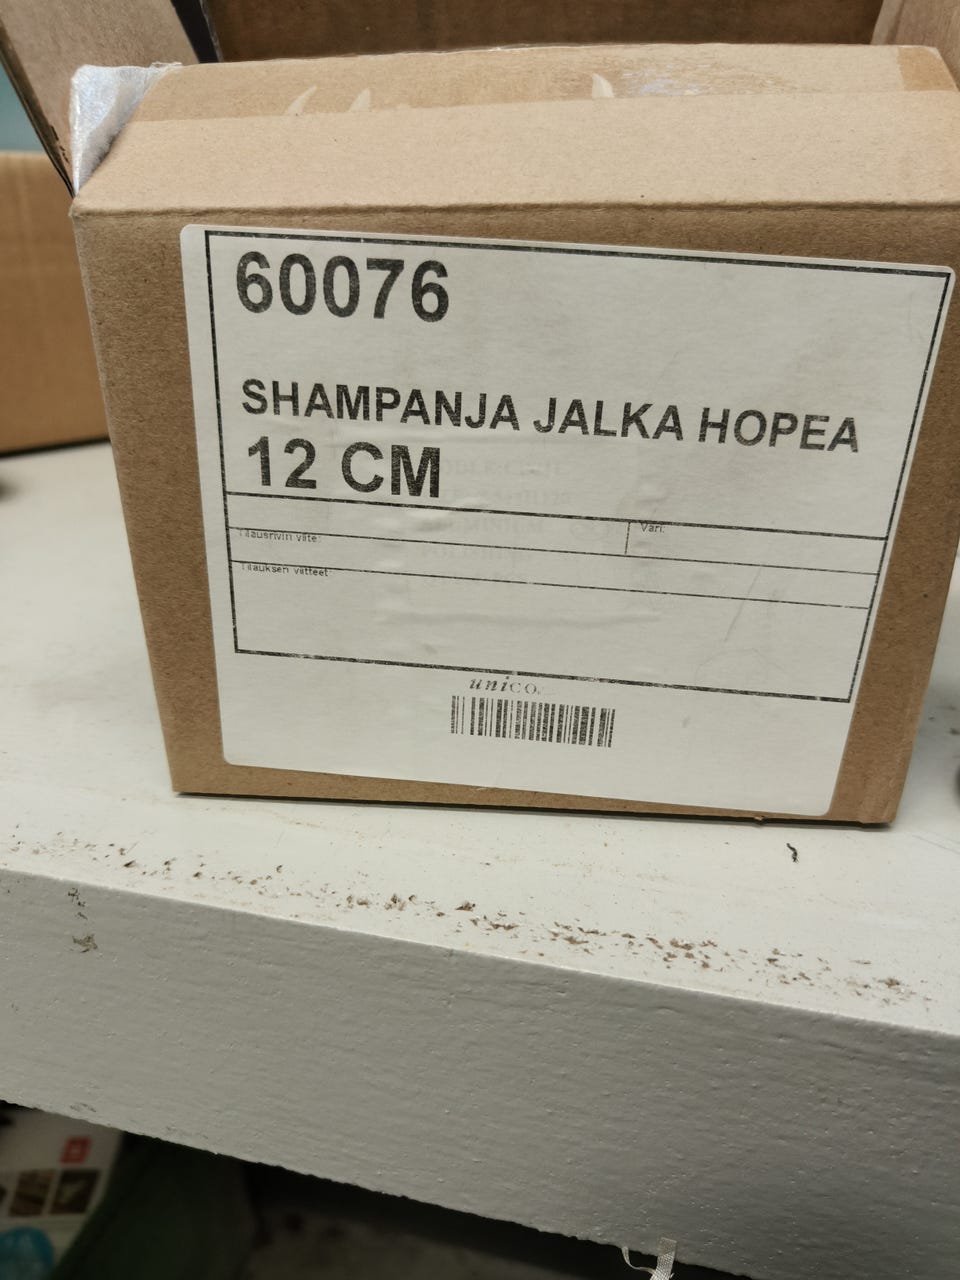 60076
SHAMPANJA JALKA HOPEA
12 CM
Väri:
Tilausrivin viite:
Tilauksen viitteet:
unico.